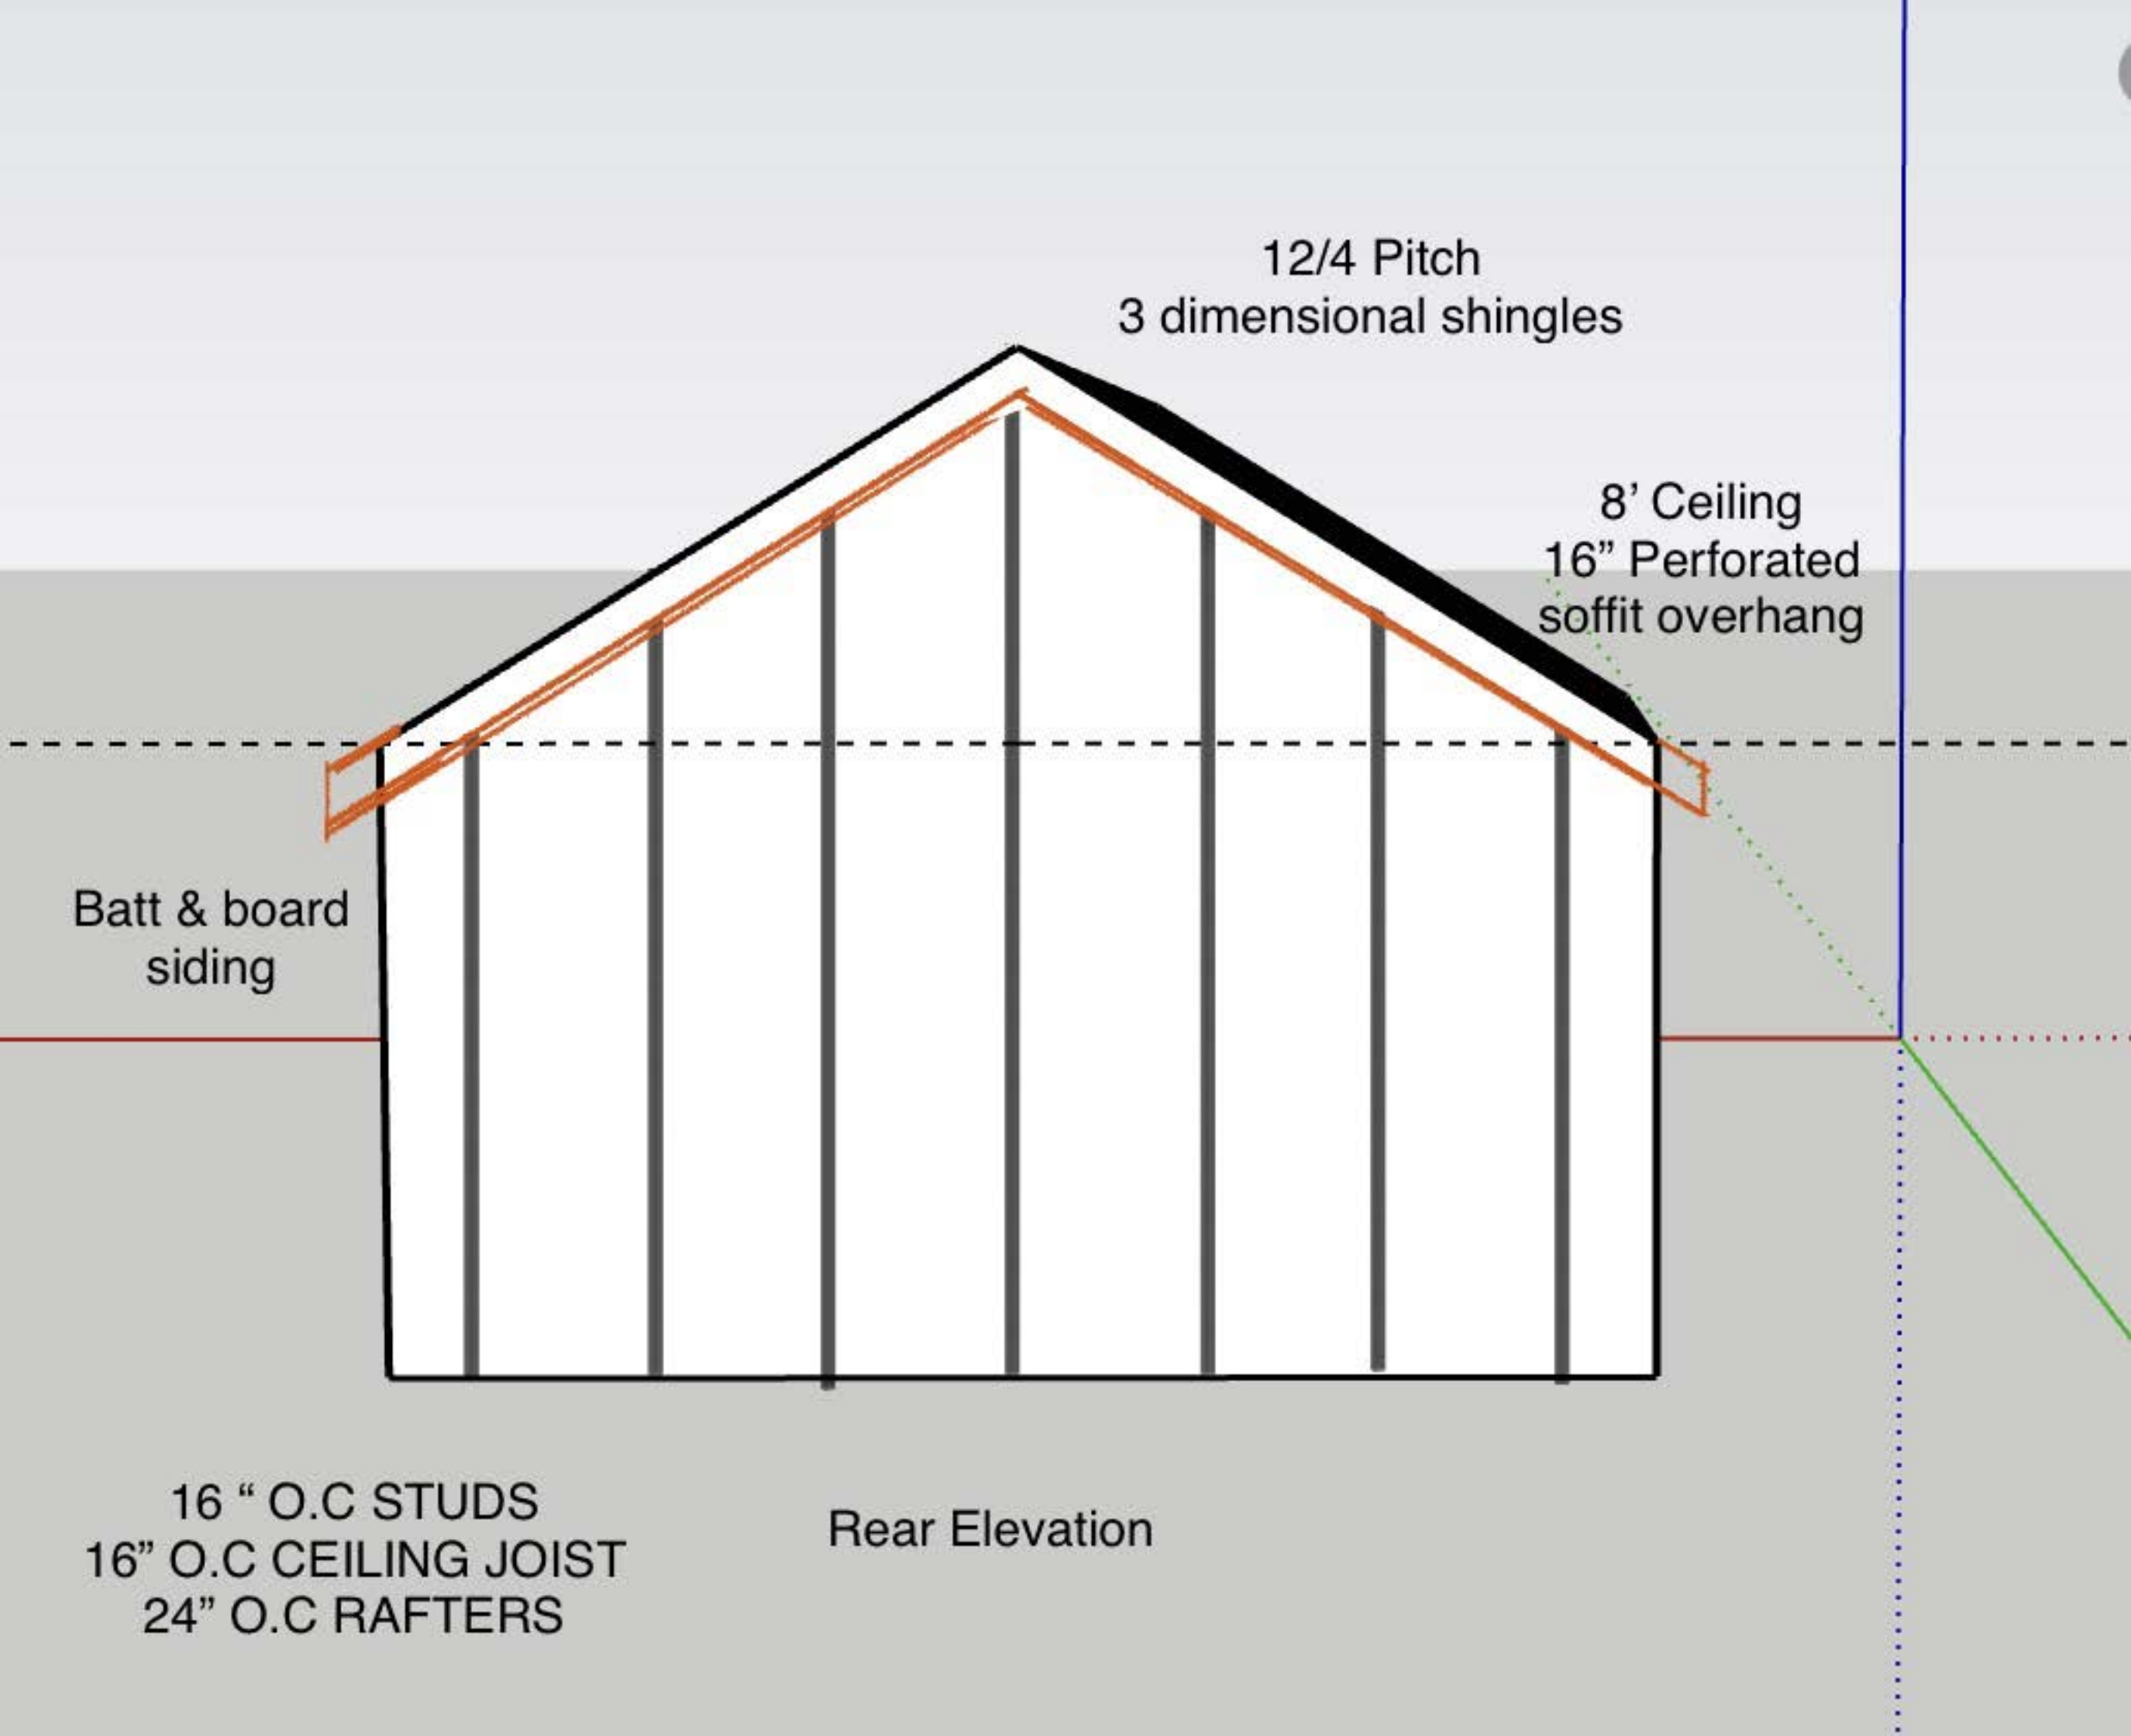 12/4 Pitch
3 dimensional shingles
8’ Ceiling
16” Perforated
soffit overhang
Batt & board
siding
16 “ O.C STUDS
16” O.C CEILING JOIST
24” O.C RAFTERS
Rear Elevation